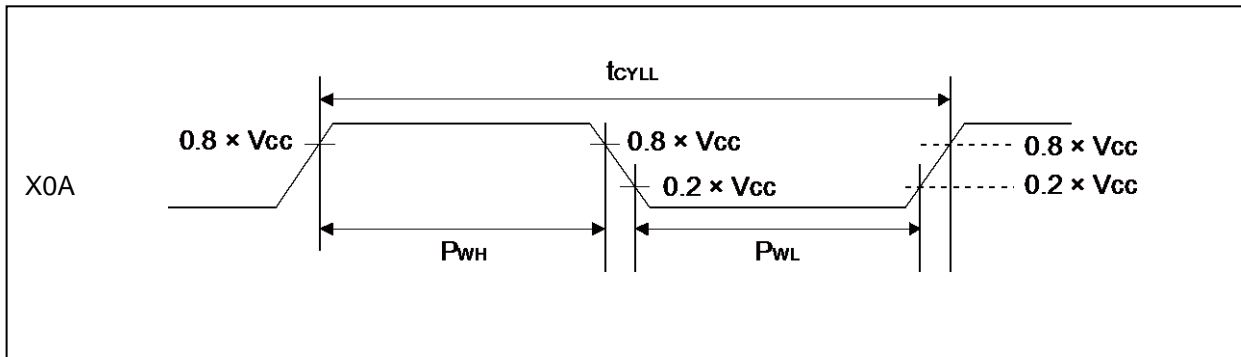 tCYLL
0.8 × Vcc
0.8 × Vcc
0.8 × Vcc
X0A
0.2 × Vcc
0.2 × Vcc
PWH
PWL